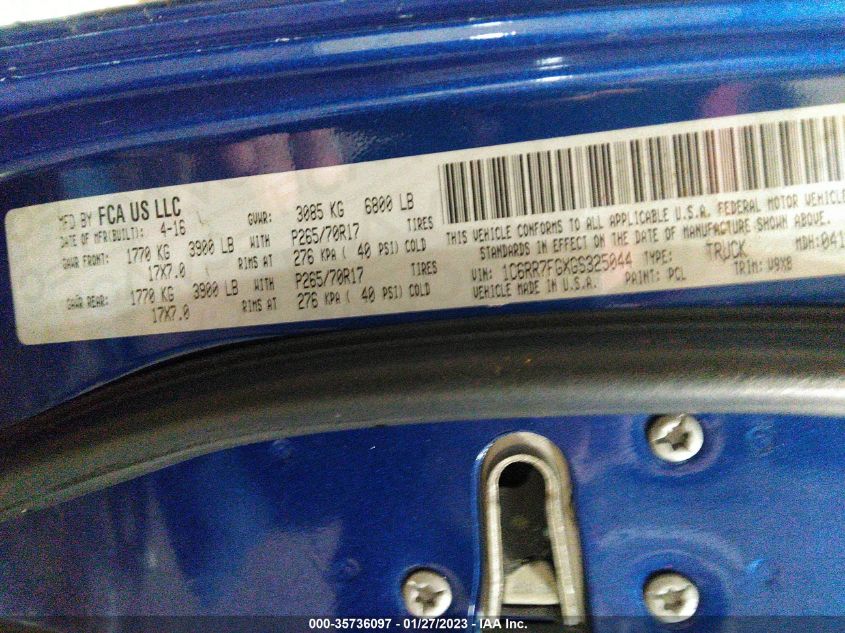 MFD BY FCA US LLC
DATE OF MFR(BUILT): 4-16 GVWR: 3085 KG 6800 LB
GAWR FRONT: 1770 KG 3900 LB WITH P265/70R17 TIRES
17X7.0 RIMS AT 276 KPA ( 40 PSI) COLD
GAWR REAR: 1770 KG 3900 LB WITH P265/70R17 TIRES
17X7.0 RIMS AT 276 KPA ( 40 PSI) COLD
THIS VEHICLE CONFORMS TO ALL APPLICABLE U.S.A. FEDERAL MOTOR VEHICLE
STANDARDS IN EFFECT ON THE DATE OF MANUFACTURE SHOWN ABOVE.
VIN: 1C6RR7FGXGS325044 TYPE: TRUCK MDH:041
VEHICLE MADE IN U.S.A. PAINT: PCL TRIM: V9X8
000-35736097 - 01/27/2023 - IAA Inc.